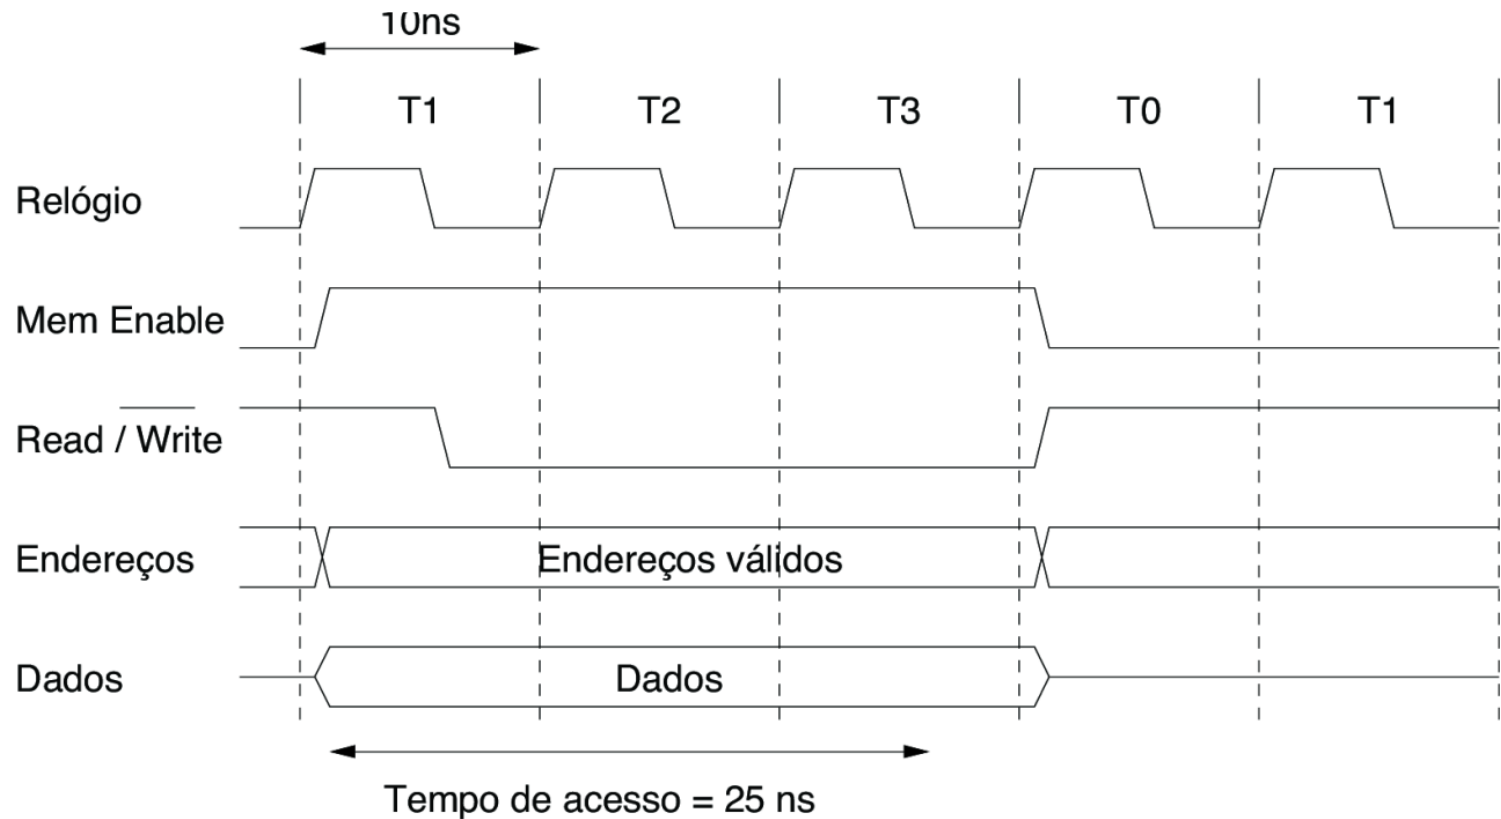 10ns
T1 T2 T3 T0 T1
Relógio
Mem Enable
Read / Write
Endereços Endereços válidos
Dados Dados
Tempo de acesso = 25 ns